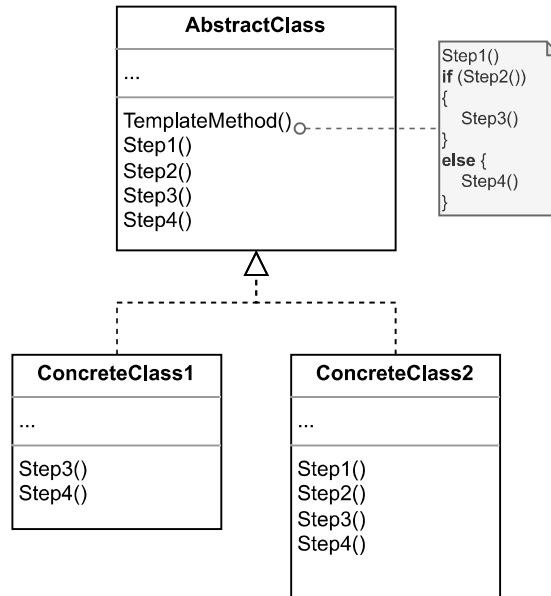 AbstractClass
...
TemplateMethod()
Step1()
Step2()
Step3()
Step4()
Step1()
if (Step2())
{
Step3()
}
else {
Step4()
}
ConcreteClass1
...
Step3()
Step4()
ConcreteClass2
...
Step1()
Step2()
Step3()
Step4()